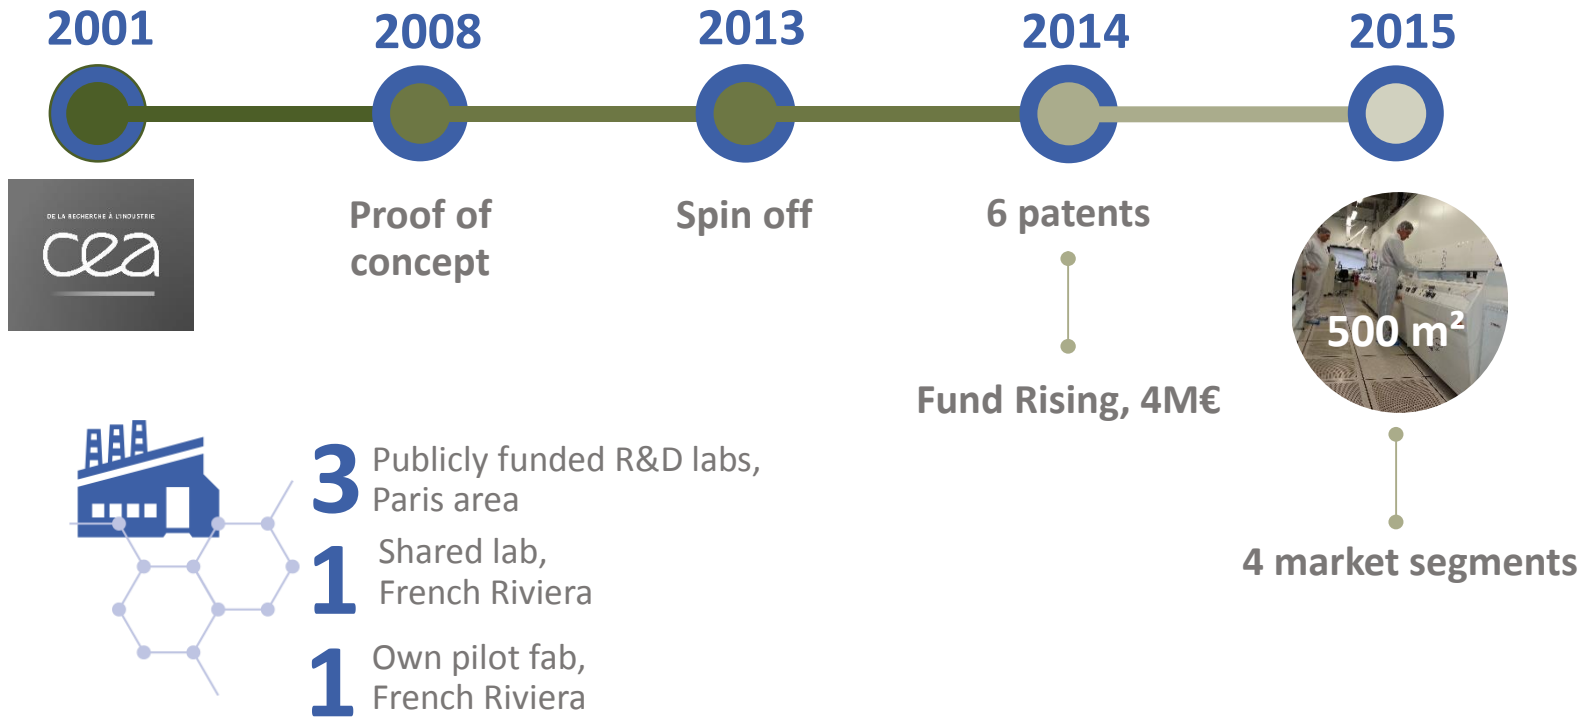 2001
2008
2013
2014
2015
DE LA RECHERCHE À L'INDUSTRIE
cea
Proof of
concept
Spin off
6 patents
Fund Rising, 4M€
500 m²
4 market segments
3
Publicly funded R&D labs,
Paris area
1
Shared lab,
French Riviera
1
Own pilot fab,
French Riviera